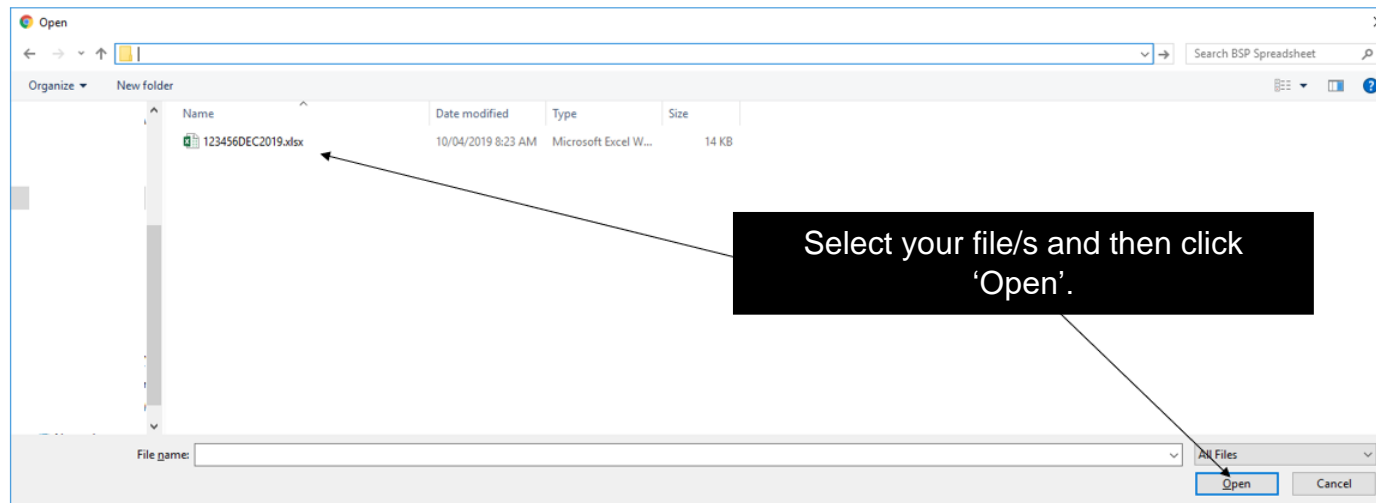 Open
Search BSP Spreadsheet
Organize
New folder
Name
Date modified
Type
Size
123456DEC2019.xlsx
10/04/2019 8:23 AM
Microsoft Excel W...
14 KB
Select your file/s and then click
‘Open’.
File name:
All Files
Open
Cancel